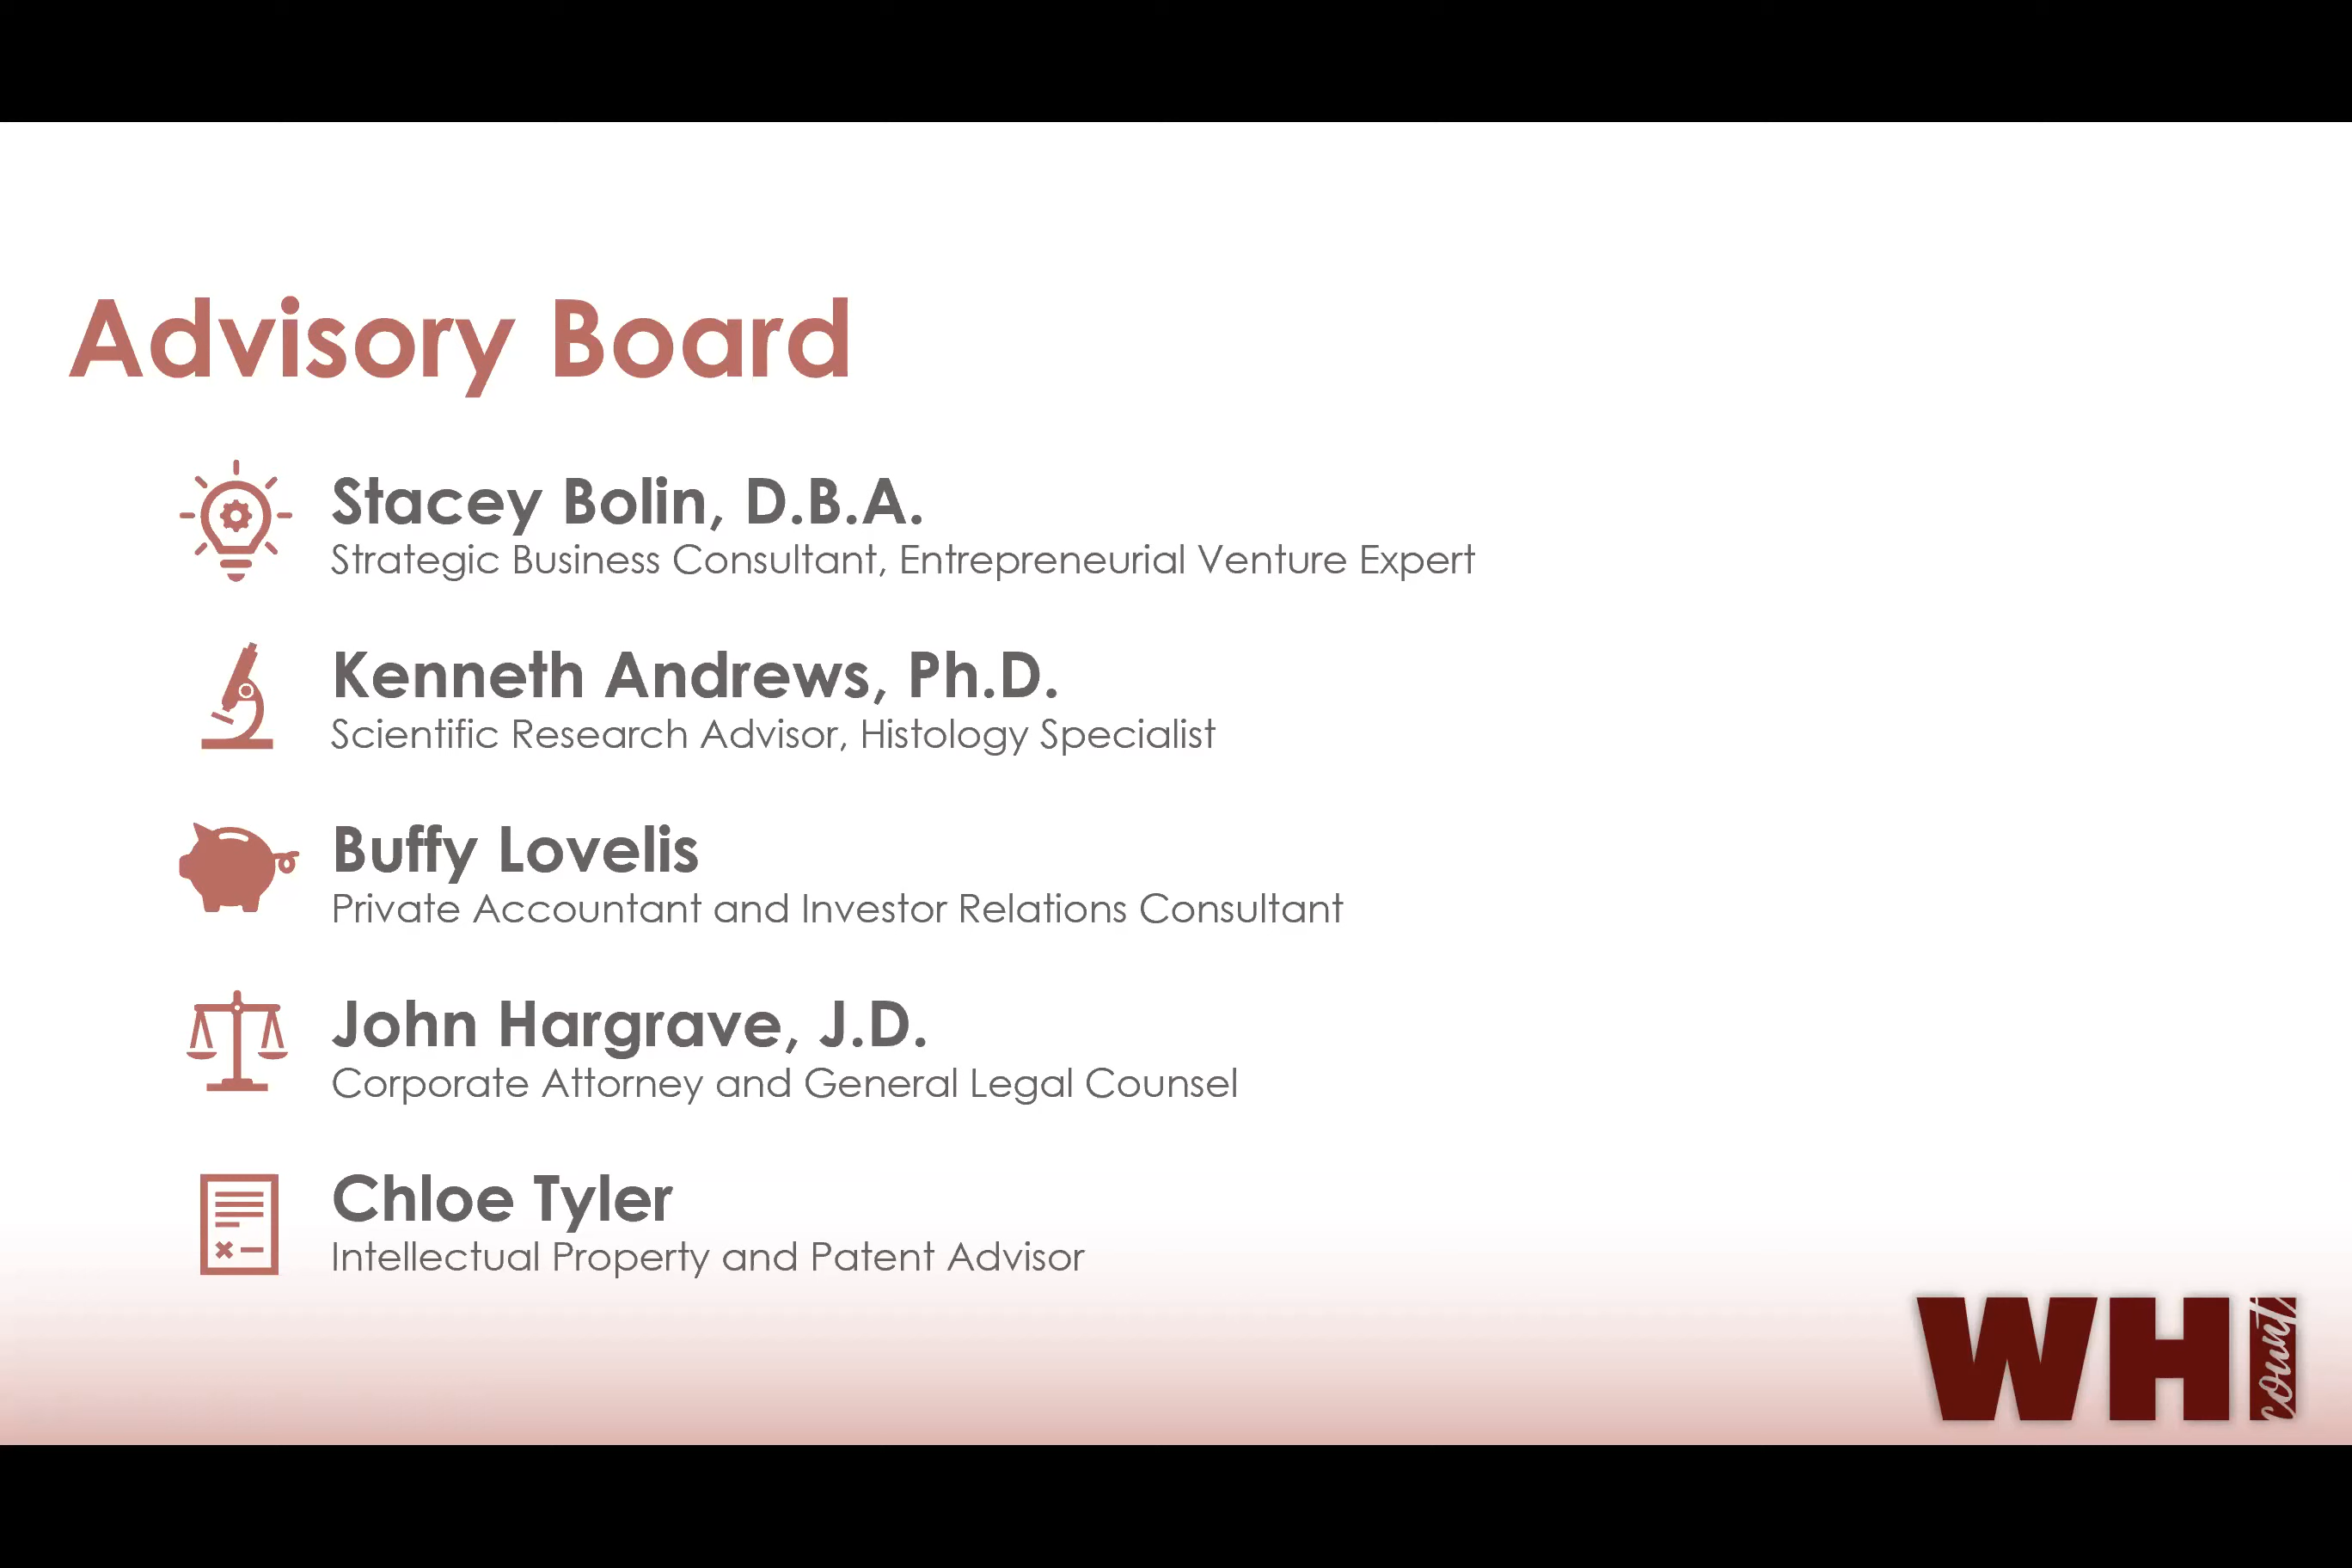 Advisory Board
Stacey Bolin, D.B.A.
Strategic Business Consultant, Entrepreneurial Venture Expert
Kenneth Andrews, Ph.D.
Scientific Research Advisor, Histology Specialist
Buffy Lovelis
Private Accountant and Investor Relations Consultant
John Hargrave, J.D.
Corporate Attorney and General Legal Counsel
Chloe Tyler
Intellectual Property and Patent Advisor
WHI
count